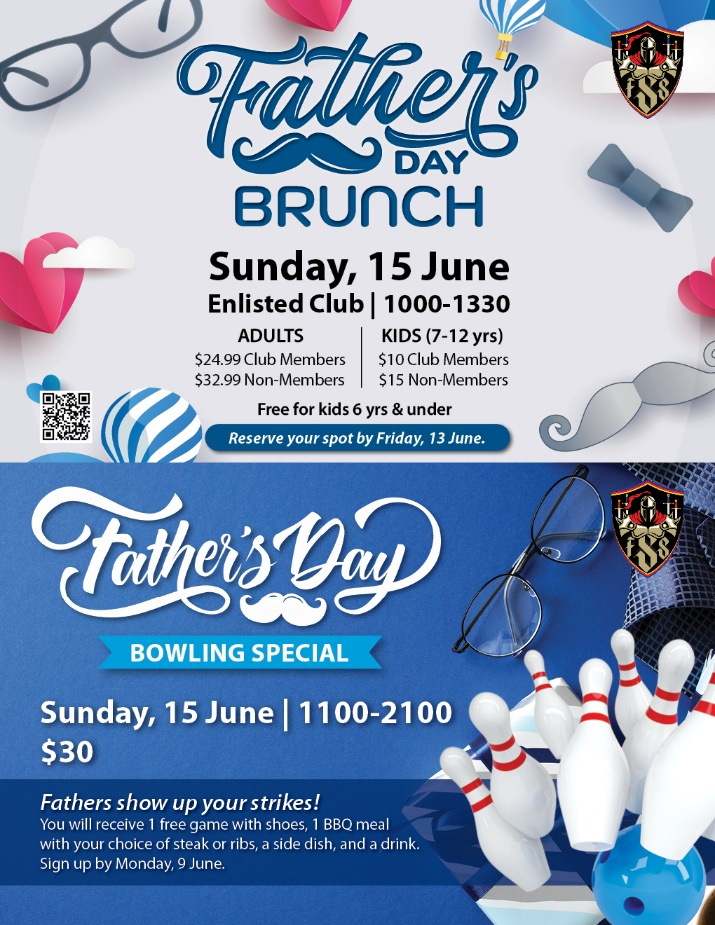 Father's
DAY
BRUNCH
Sunday, 15 June
Enlisted Club | 1000-1330
ADULTS
$24.99 Club Members
$32.99 Non-Members
KIDS (7-12 yrs)
$10 Club Members
$15 Non-Members
Free for kids 6 yrs & under
Reserve your spot by Friday, 13 June.
Father's Day
BOWLING SPECIAL
Sunday, 15 June | 1100-2100
$30
Fathers show up your strikes!
You will receive 1 free game with shoes, 1 BBQ meal
with your choice of steak or ribs, a side dish, and a drink.
Sign up by Monday, 9 June.